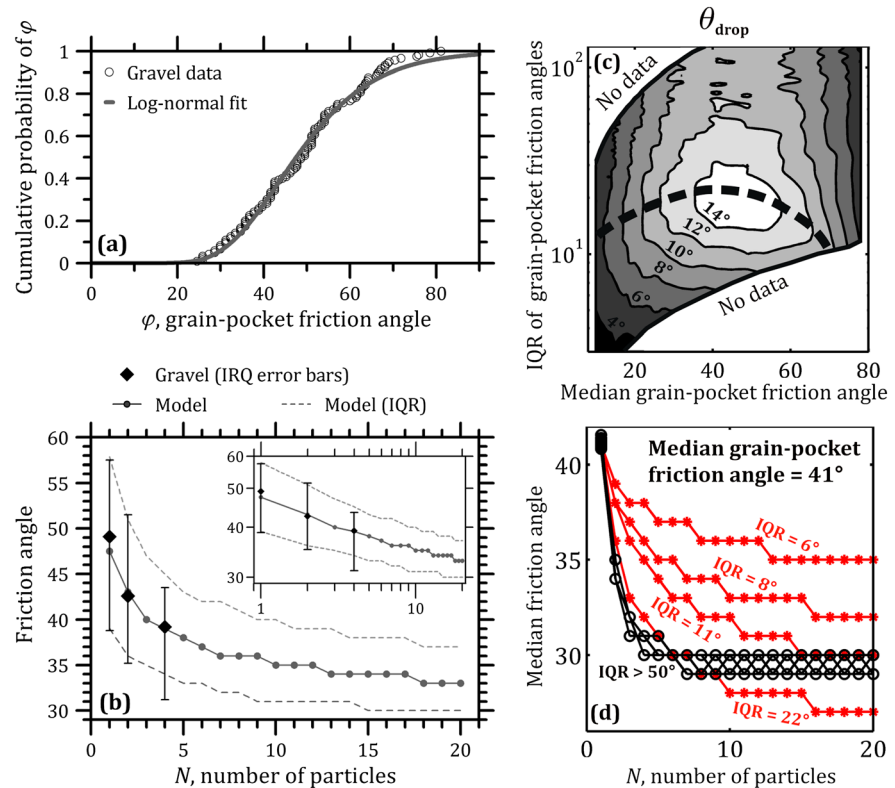 Cumulative probability of φ
1
0.8
0.6
0.4
0.2
0
Gravel data
Log-normal fit
(a)
0 20 40 60 80
φ, grain-pocket friction angle
θdrop
IQR of grain-pocket friction angles
10²
10¹
(c)
No data
14°
12°
10°
8°
6°
4°
No data
20 40 60 80
Median grain-pocket friction angle
Gravel (IRQ error bars)
Model
Model (IQR)
Friction angle
60
55
50
45
40
35
30
60
50
40
30
1 10
(b)
0 5 10 15 20
N, number of particles
Median friction angle
40
35
30
Median grain-pocket
friction angle = 41°
IQR = 6°
IQR = 8°
IQR = 11°
IQR > 50°
IQR = 22°
(d)
0 5 10 15 20
N, number of particles